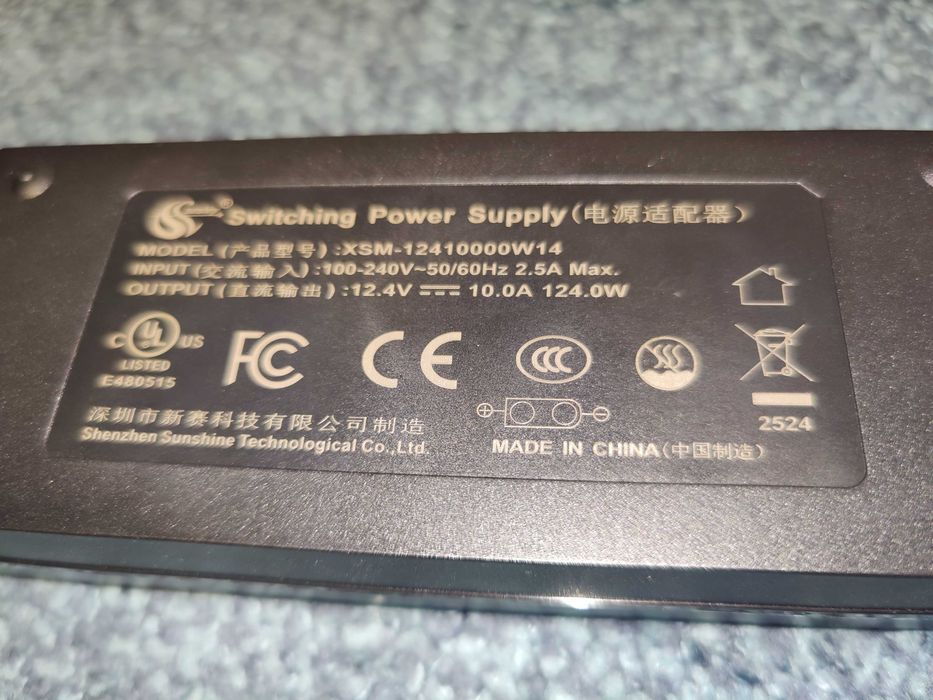 Switching Power Supply(电源适配器)
MODEL(产品型号):XSM-12410000W14
INPUT(交流输入):100-240V~50/60Hz 2.5A Max.
OUTPUT(直流输出):12.4V ⎓ 10.0A 124.0W
C UL US
LISTED
E480515
FC
CE
CCC
2524
深圳市新赛科技有限公司制造
Shenzhen Sunshine Technological Co.,Ltd.
MADE IN CHINA(中国制造)